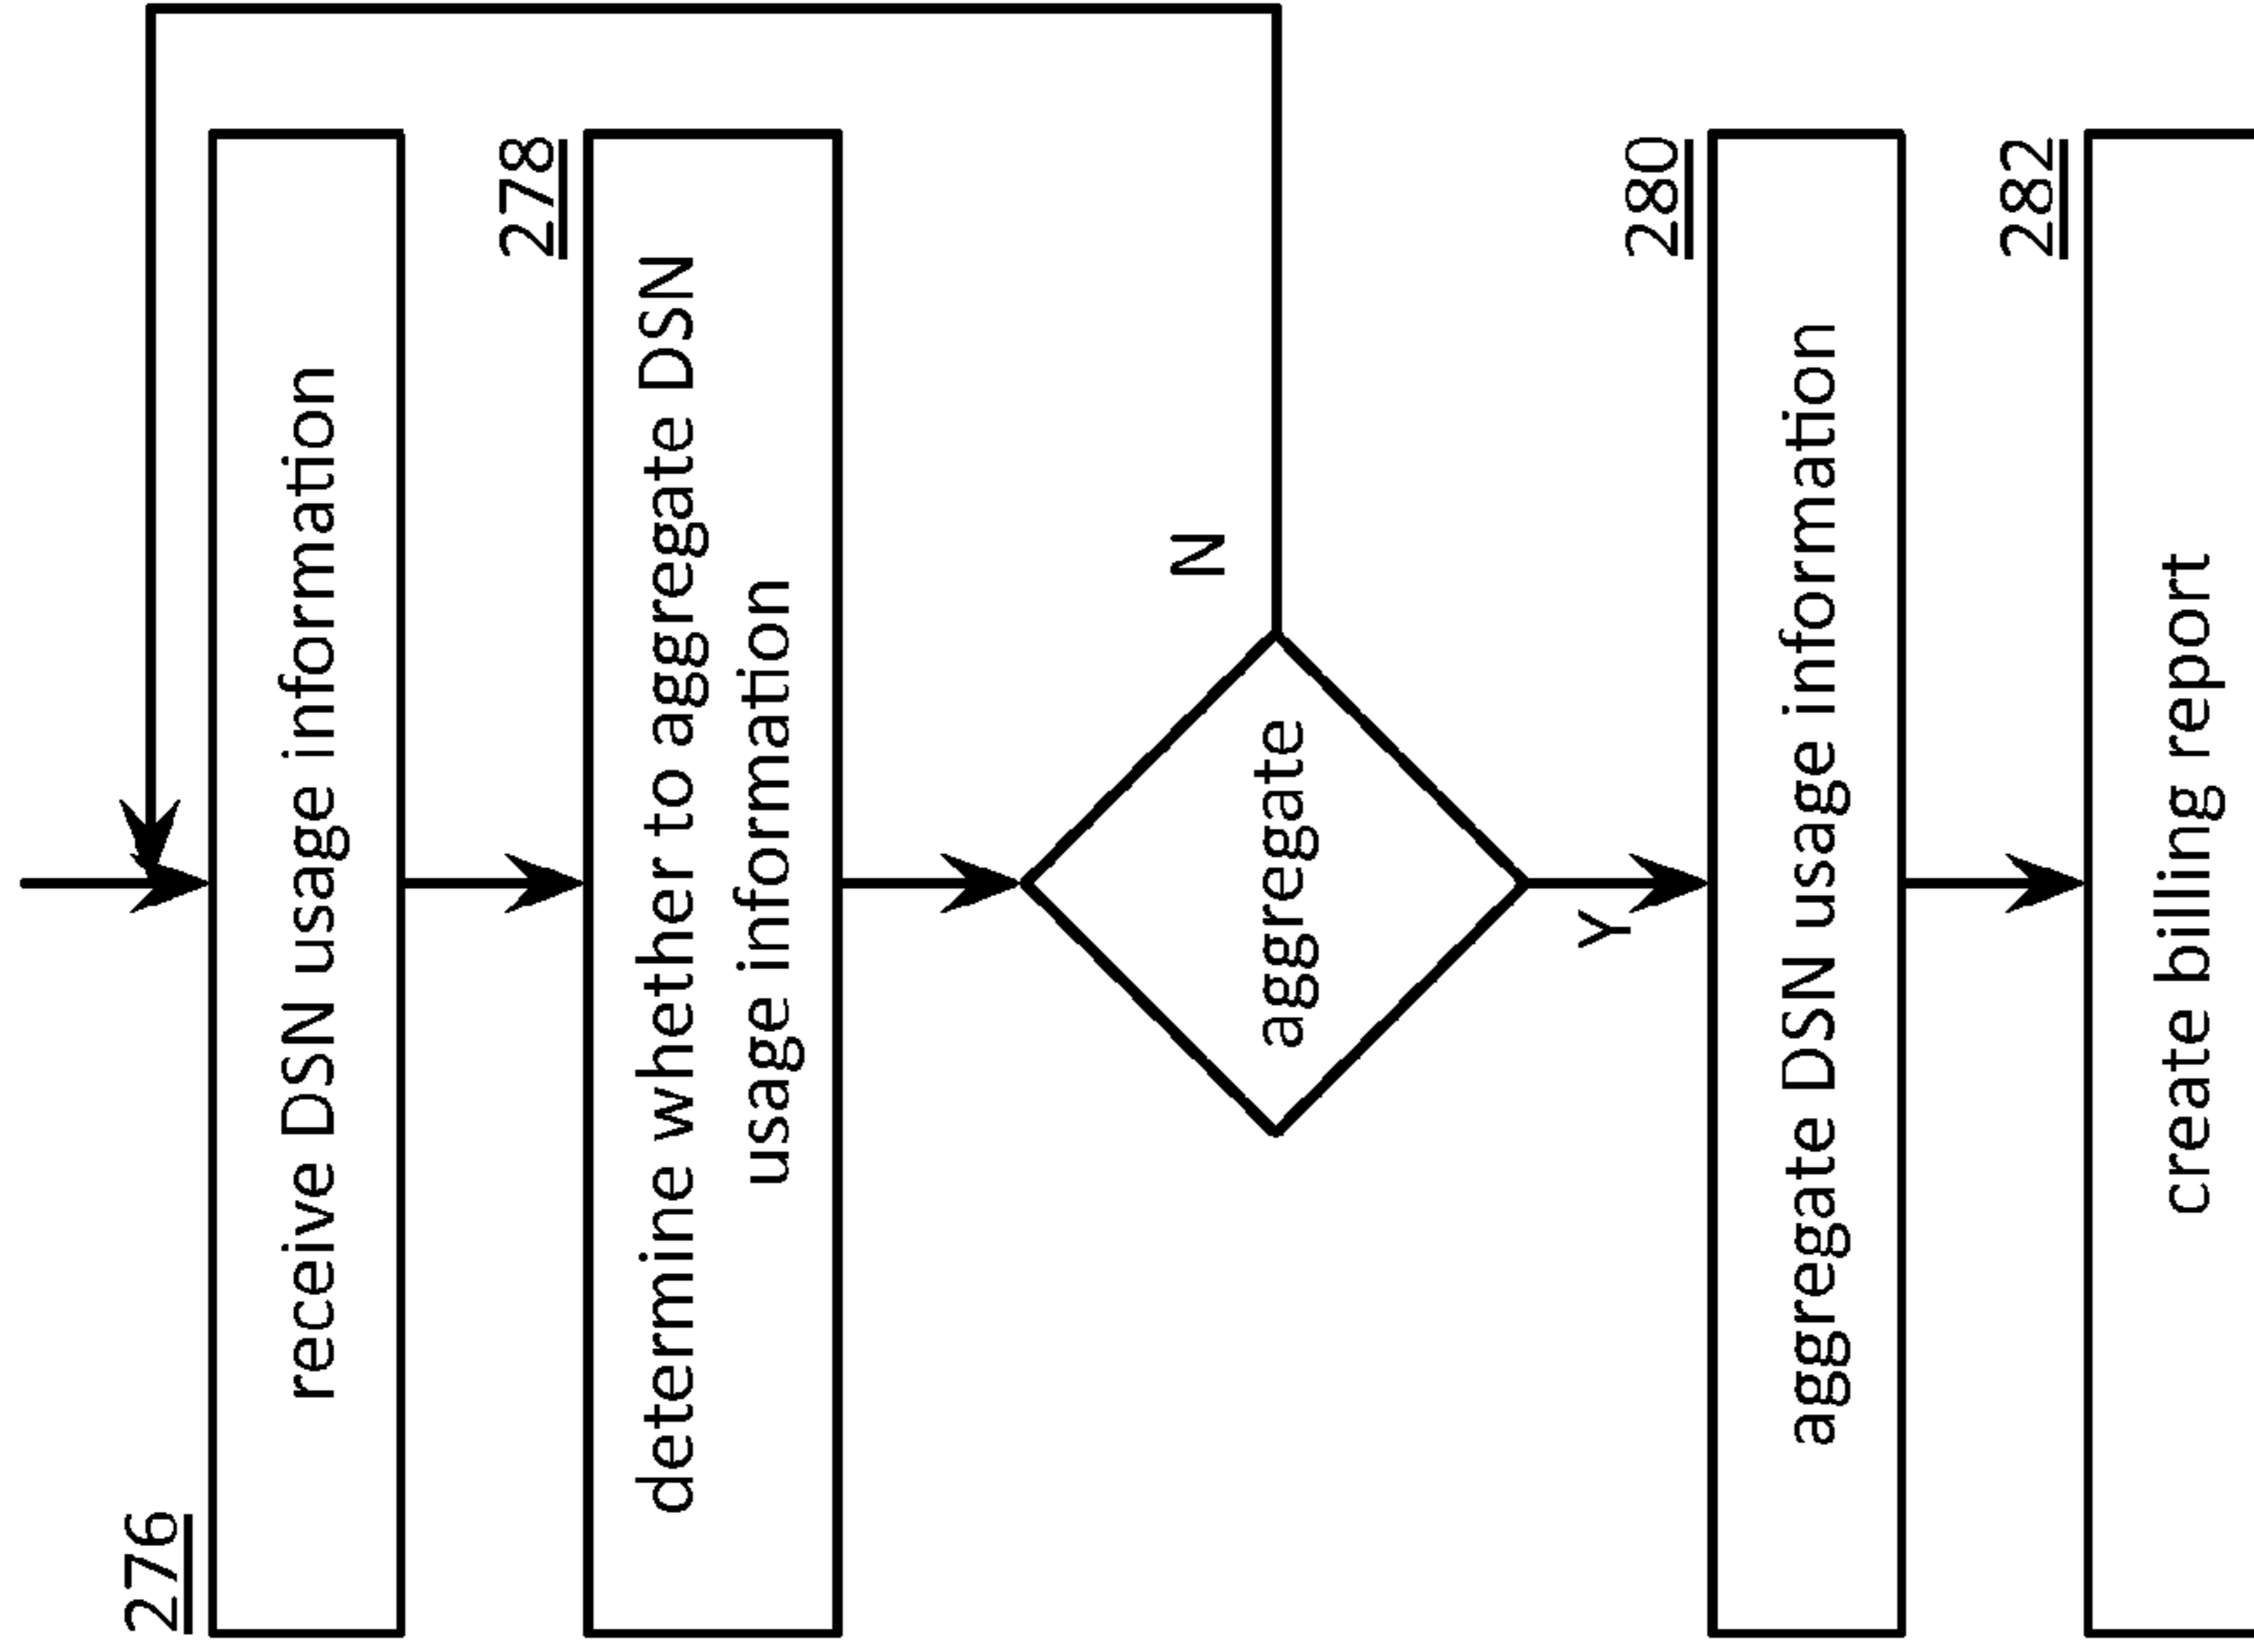 276
receive DSN usage information
278
determine whether to aggregate DSN
usage information
aggregate
N
Y
280
aggregate DSN usage information
282
create billing report